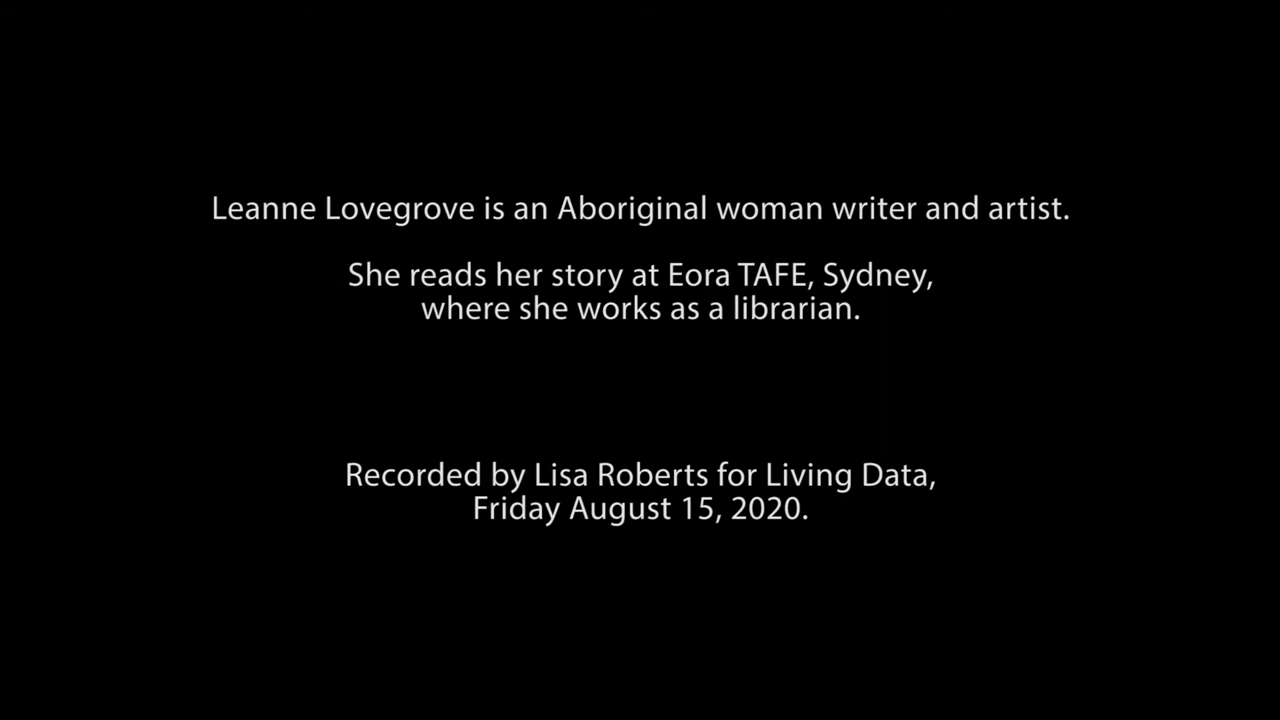 Leanne Lovegrove is an Aboriginal woman writer and artist.
She reads her story at Eora TAFE, Sydney,
where she works as a librarian.
Recorded by Lisa Roberts for Living Data,
Friday August 15, 2020.